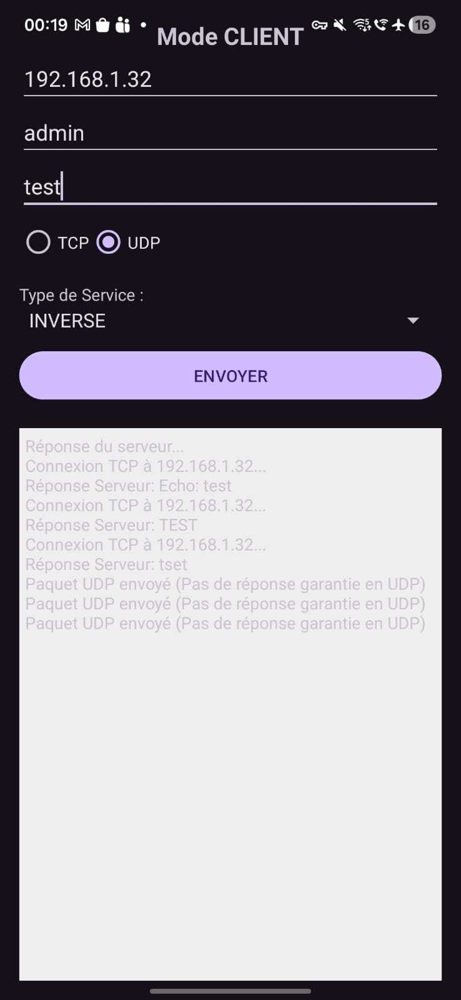 00:19
16
Mode CLIENT
192.168.1.32
admin
test
TCP UDP
Type de Service :
INVERSE
ENVOYER
Réponse du serveur...
Connexion TCP à 192.168.1.32...
Réponse Serveur: Echo: test
Connexion TCP à 192.168.1.32...
Réponse Serveur: TEST
Connexion TCP à 192.168.1.32...
Réponse Serveur: tset
Paquet UDP envoyé (Pas de réponse garantie en UDP)
Paquet UDP envoyé (Pas de réponse garantie en UDP)
Paquet UDP envoyé (Pas de réponse garantie en UDP)